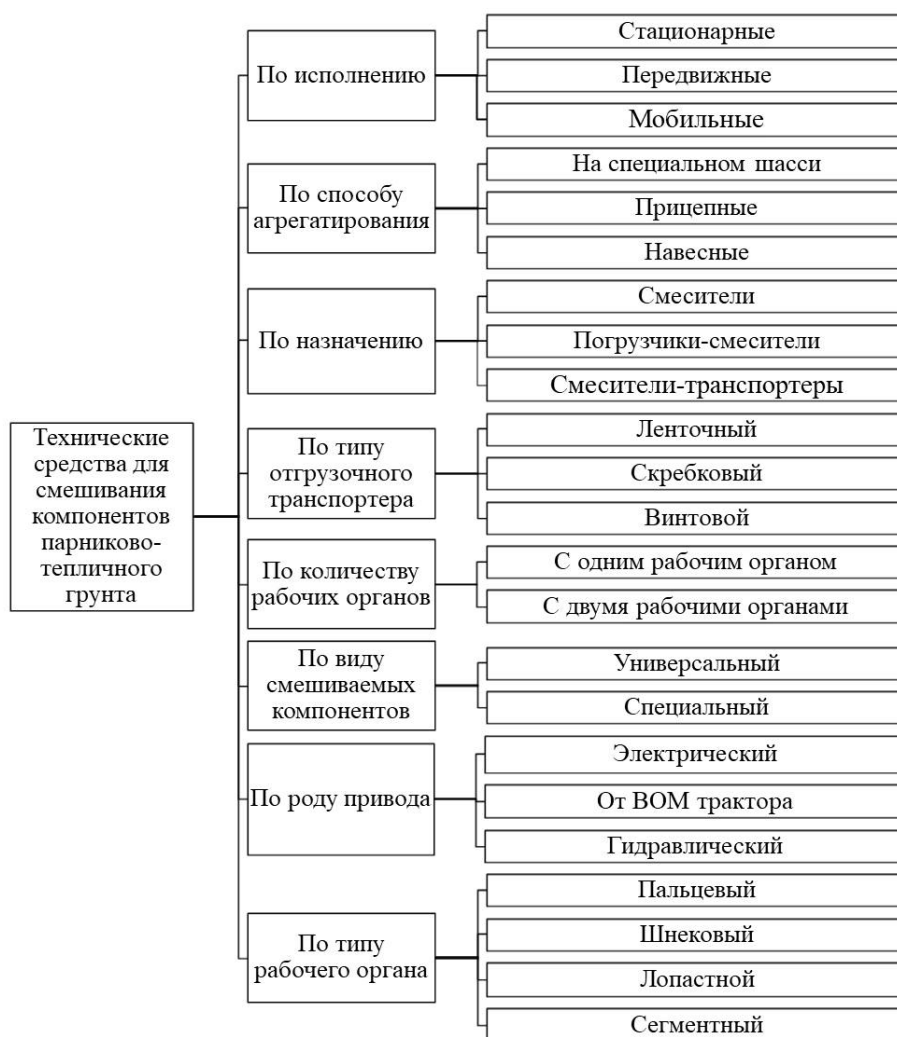 Технические
средства для
смешивания
компонентов
парниково-
тепличного
грунта
По исполнению
Стационарные
Передвижные
Мобильные
По способу
агрегатирования
На специальном шасси
Прицепные
Навесные
По назначению
Смесители
Погрузчики-смесители
Смесители-транспортеры
По типу
отгрузочного
транспортера
Ленточный
Скребковый
Винтовой
По количеству
рабочих органов
С одним рабочим органом
С двумя рабочими органами
По виду
смешиваемых
компонентов
Универсальный
Специальный
По роду привода
Электрический
От ВОМ трактора
Гидравлический
По типу
рабочего органа
Пальцевый
Шнековый
Лопастной
Сегментный